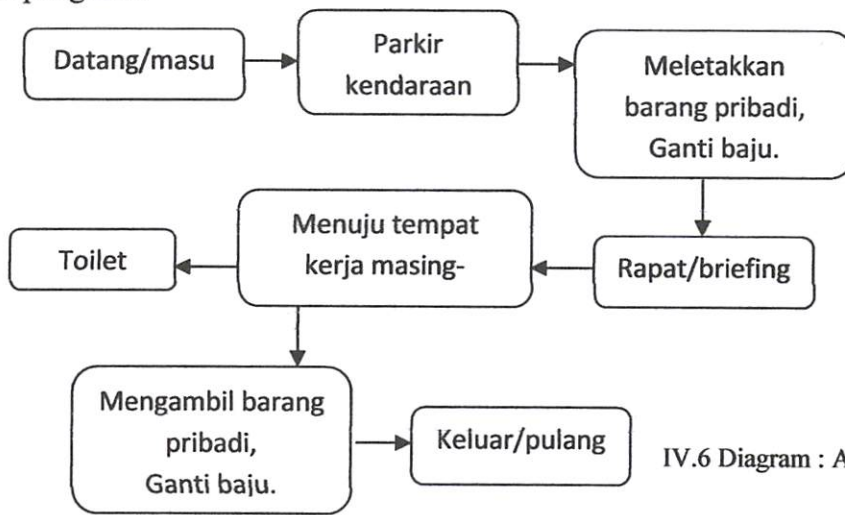 Datang/masu
Parkir
kendaraan
Meletakkan
barang pribadi,
Ganti baju.
Rapat/briefing
Menuju tempat
kerja masing-
Toilet
Mengambil barang
pribadi,
Ganti baju.
Keluar/pulang
IV.6 Diagram : A